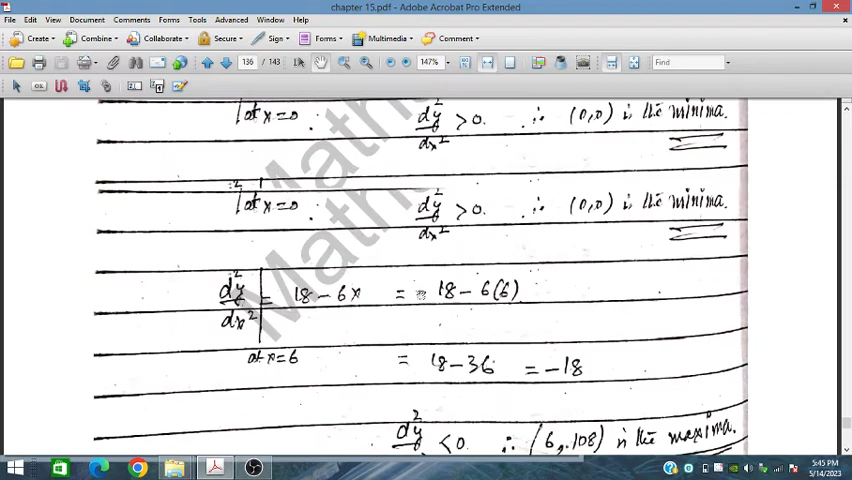 chapter 15.pdf - Adobe Acrobat Pro Extended
File Edit View Document Comments Forms Tools Advanced Window Help
Create Combine Collaborate Secure Sign Forms Multimedia Comment
136 / 143 147% Find
at x=0 d²y/dx² > 0. ∴ (0,0) is the minima.
at x=0 d²y/dx² > 0. ∴ (0,0) is the minima.
d²y/dx² = 18 - 6x = 18 - 6(6)
at x=6 = 18 - 36 = -18
d²y < 0 ∴ (6, 108) is the maxima.
Math
Math
5:45 PM
5/14/2023